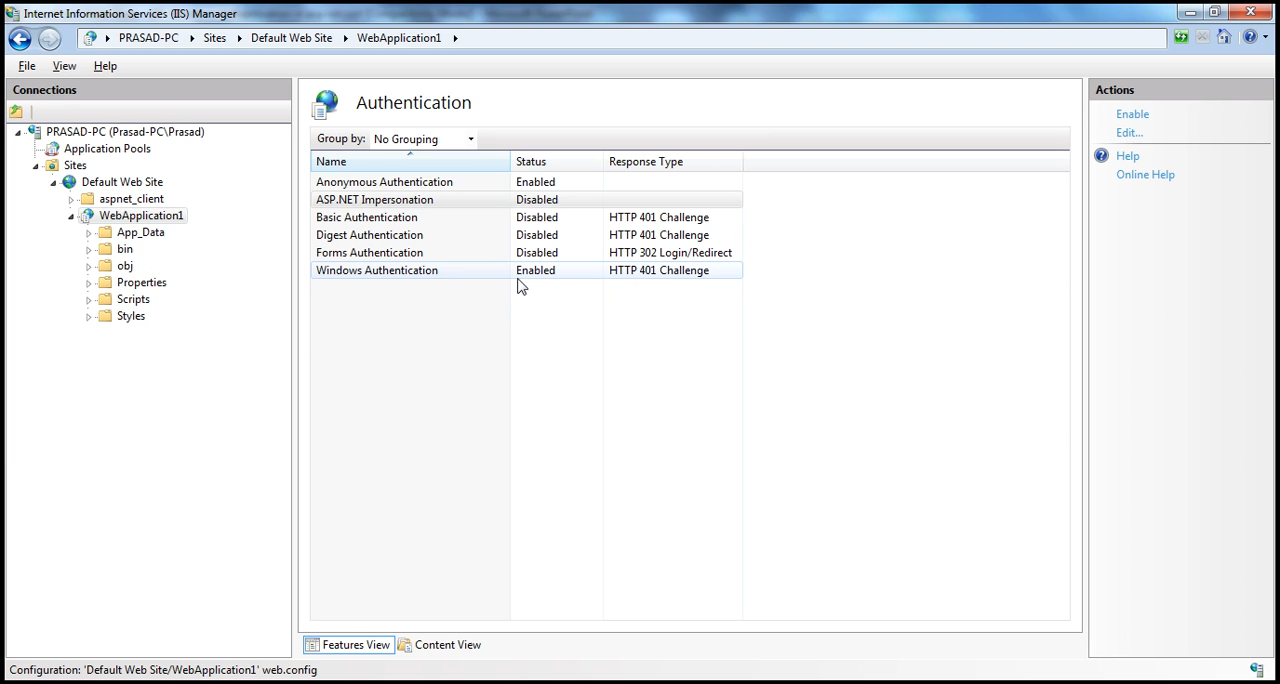 Internet Information Services (IIS) Manager
PRASAD-PC
Sites
Default Web Site
WebApplication1
File View Help
Connections
PRASAD-PC (Prasad-PC\Prasad)
Application Pools
Sites
Default Web Site
aspnet_client
WebApplication1
App_Data
bin
obj
Properties
Scripts
Styles
Authentication
Group by: No Grouping
Name Status Response Type
Anonymous Authentication Enabled
ASP.NET Impersonation Disabled
Basic Authentication Disabled HTTP 401 Challenge
Digest Authentication Disabled HTTP 401 Challenge
Forms Authentication Disabled HTTP 302 Login/Redirect
Windows Authentication Enabled HTTP 401 Challenge
Features View Content View
Actions
Enable
Edit...
Help
Online Help
Configuration: 'Default Web Site/WebApplication1' web.config